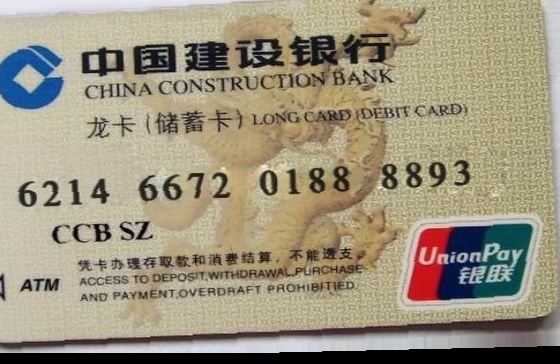 中国建设银行
CHINA CONSTRUCTION BANK
龙卡(储蓄卡) LONG CARD (DEBIT CARD)
6214 6672 0188 8893
CCB SZ
凭卡办理存取款和消费结算,不能透支。
ACCESS TO DEPOSIT,WITHDRAWAL,PURCHASE
AND PAYMENT,OVERDRAFT PROHIBITIED.
ATM
UnionPay
银联